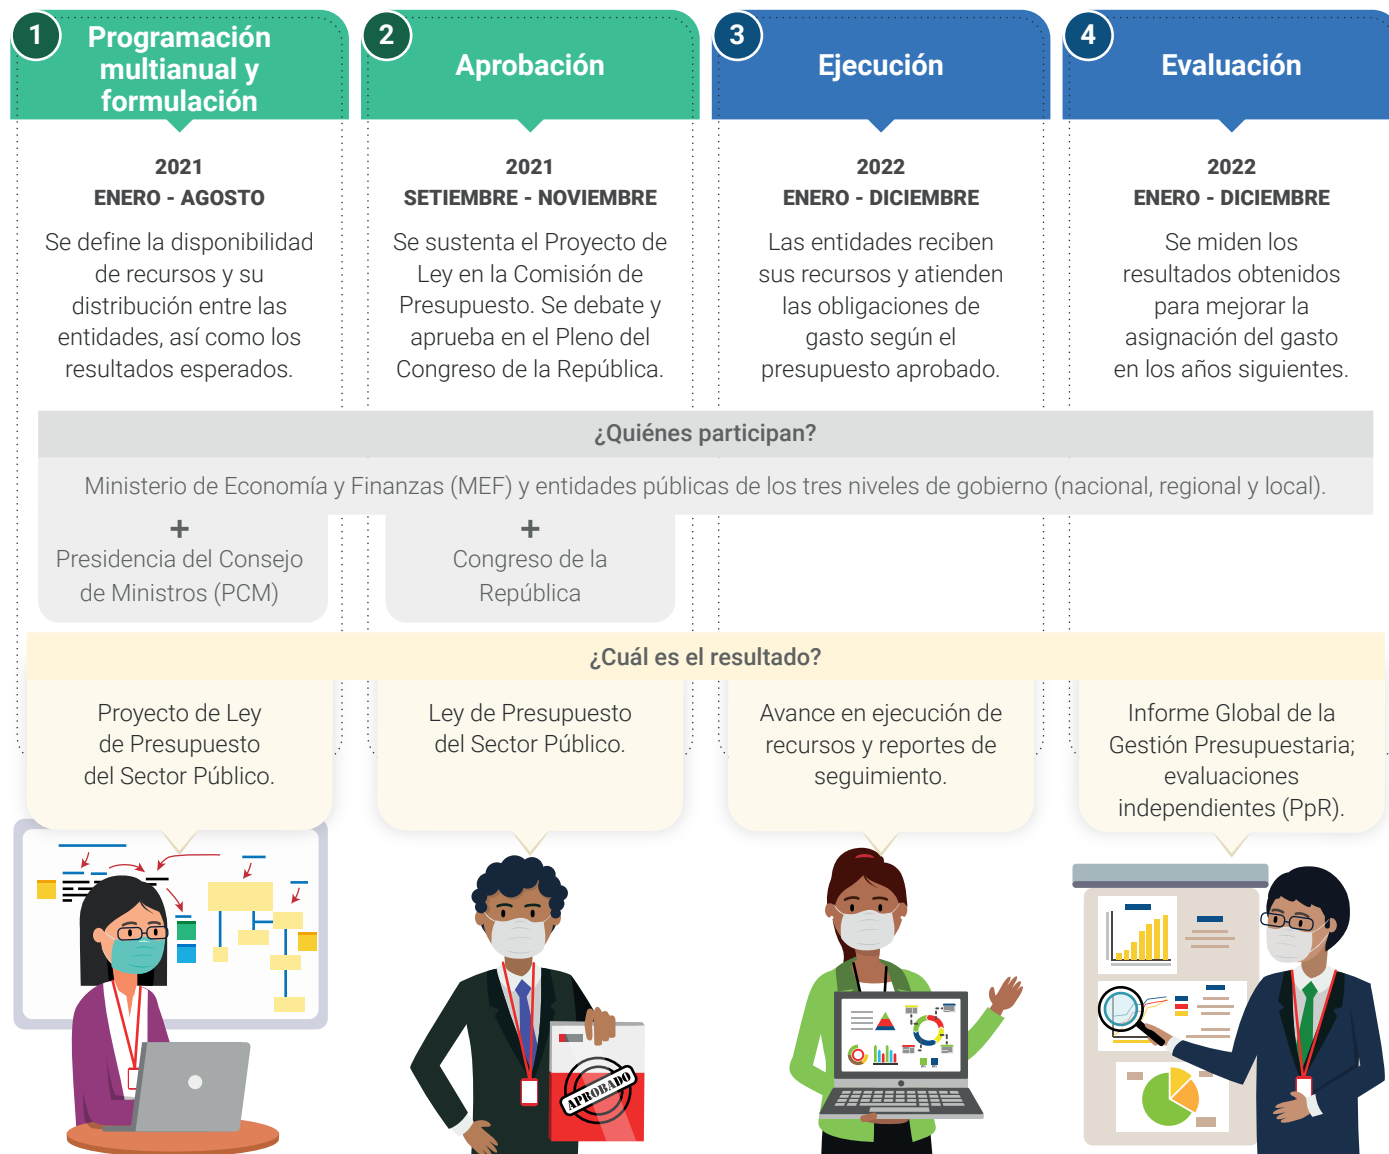 1
Programación
multianual y
formulación
2021
ENERO - AGOSTO
Se define la disponibilidad
de recursos y su
distribución entre las
entidades, así como los
resultados esperados.
2
Aprobación
2021
SETIEMBRE - NOVIEMBRE
Se sustenta el Proyecto de
Ley en la Comisión de
Presupuesto. Se debate y
aprueba en el Pleno del
Congreso de la República.
3
Ejecución
2022
ENERO - DICIEMBRE
Las entidades reciben
sus recursos y atienden
las obligaciones de
gasto según el
presupuesto aprobado.
4
Evaluación
2022
ENERO - DICIEMBRE
Se miden los
resultados obtenidos
para mejorar la
asignación del gasto
en los años siguientes.
¿Quiénes participan?
Ministerio de Economía y Finanzas (MEF) y entidades públicas de los tres niveles de gobierno (nacional, regional y local).
+
Presidencia del Consejo
de Ministros (PCM)
+
Congreso de la
República
¿Cuál es el resultado?
Proyecto de Ley
de Presupuesto
del Sector Público.
Ley de Presupuesto
del Sector Público.
Avance en ejecución de
recursos y reportes de
seguimiento.
Informe Global de la
Gestión Presupuestaria;
evaluaciones
independientes (PpR).
APROBADO